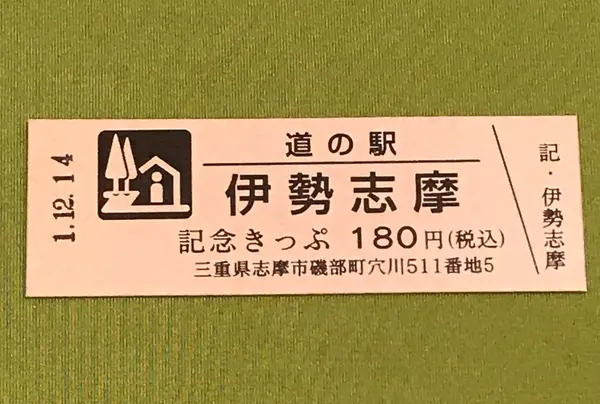 1.12.14
道の駅
伊勢志摩
記念きっぷ 180円(税込)
三重県志摩市磯部町穴川511番地5
記・伊勢志摩